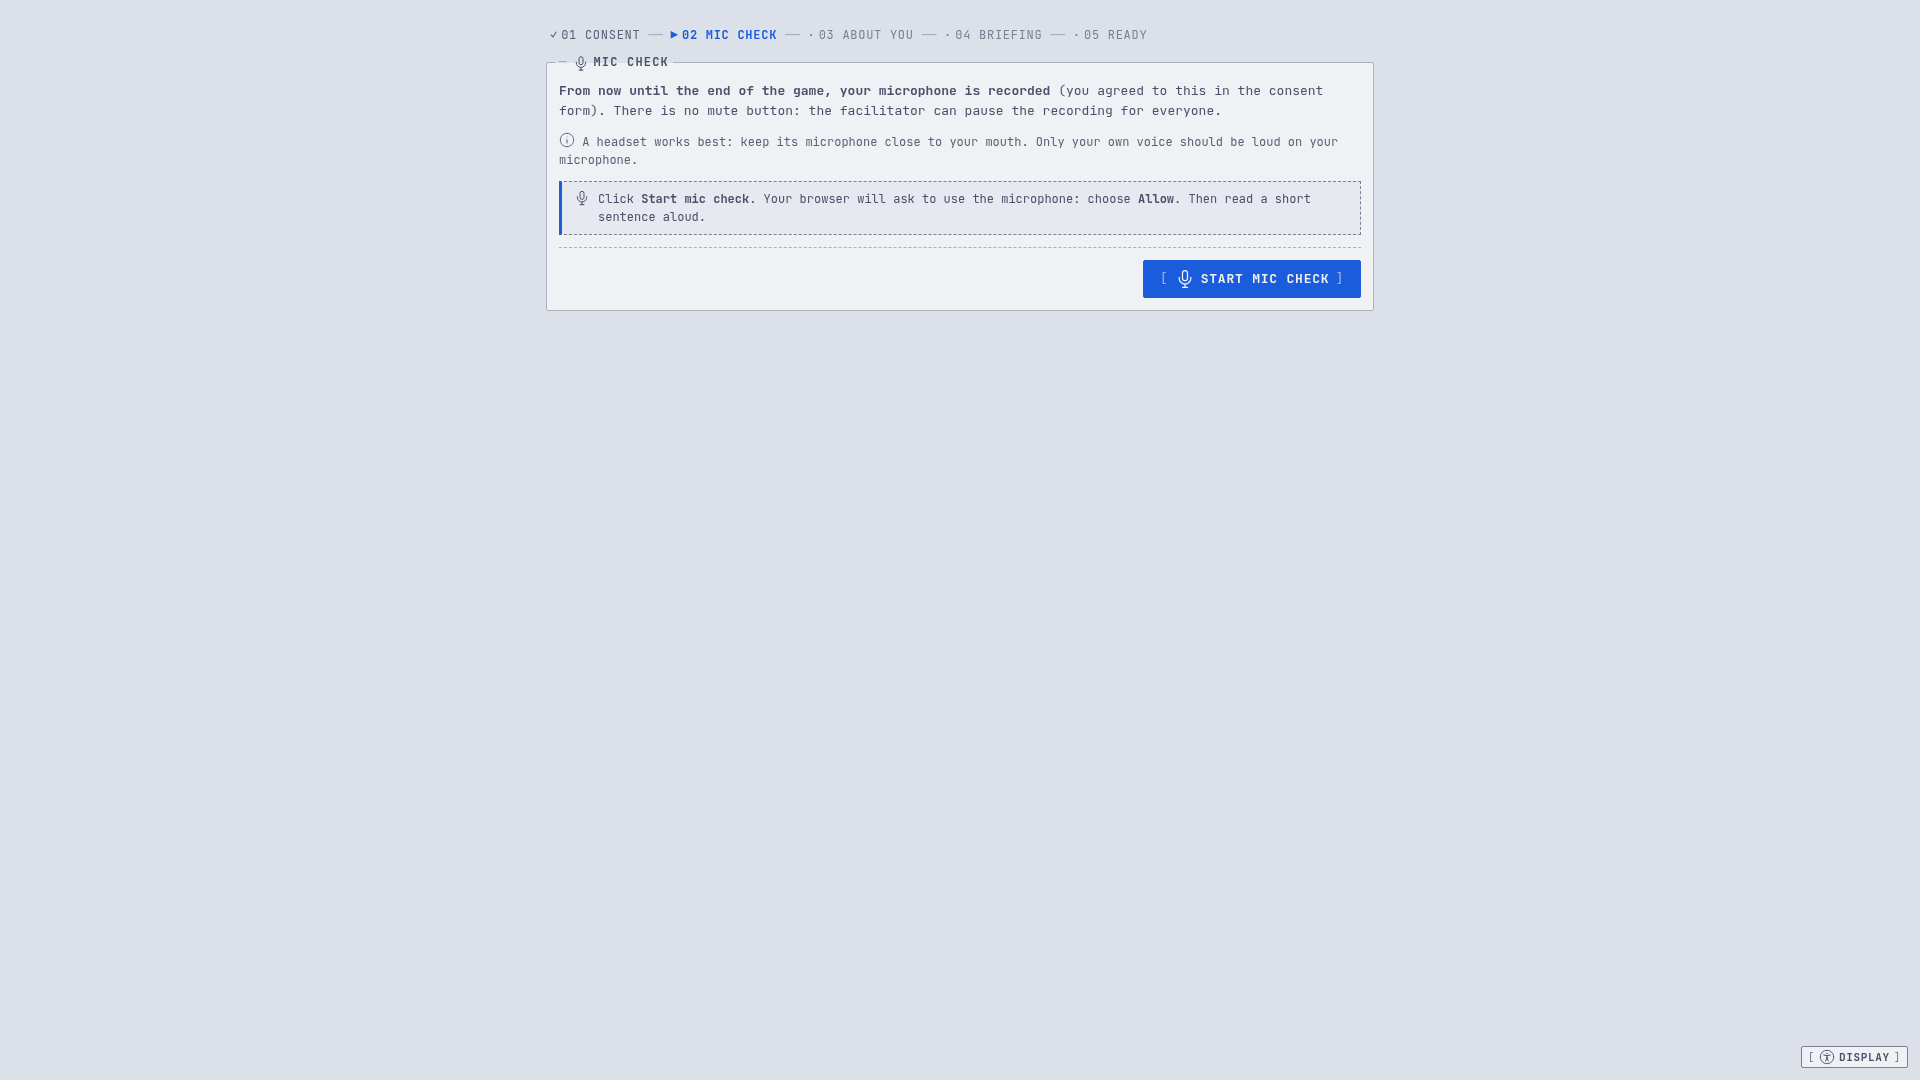 ✓ 01 CONSENT — ▶ 02 MIC CHECK — · 03 ABOUT YOU — · 04 BRIEFING — · 05 READY
MIC CHECK
From now until the end of the game, your microphone is recorded (you agreed to this in the consent
form). There is no mute button: the facilitator can pause the recording for everyone.
A headset works best: keep its microphone close to your mouth. Only your own voice should be loud on your
microphone.
Click Start mic check. Your browser will ask to use the microphone: choose Allow. Then read a short
sentence aloud.
[ START MIC CHECK ]
[ DISPLAY ]